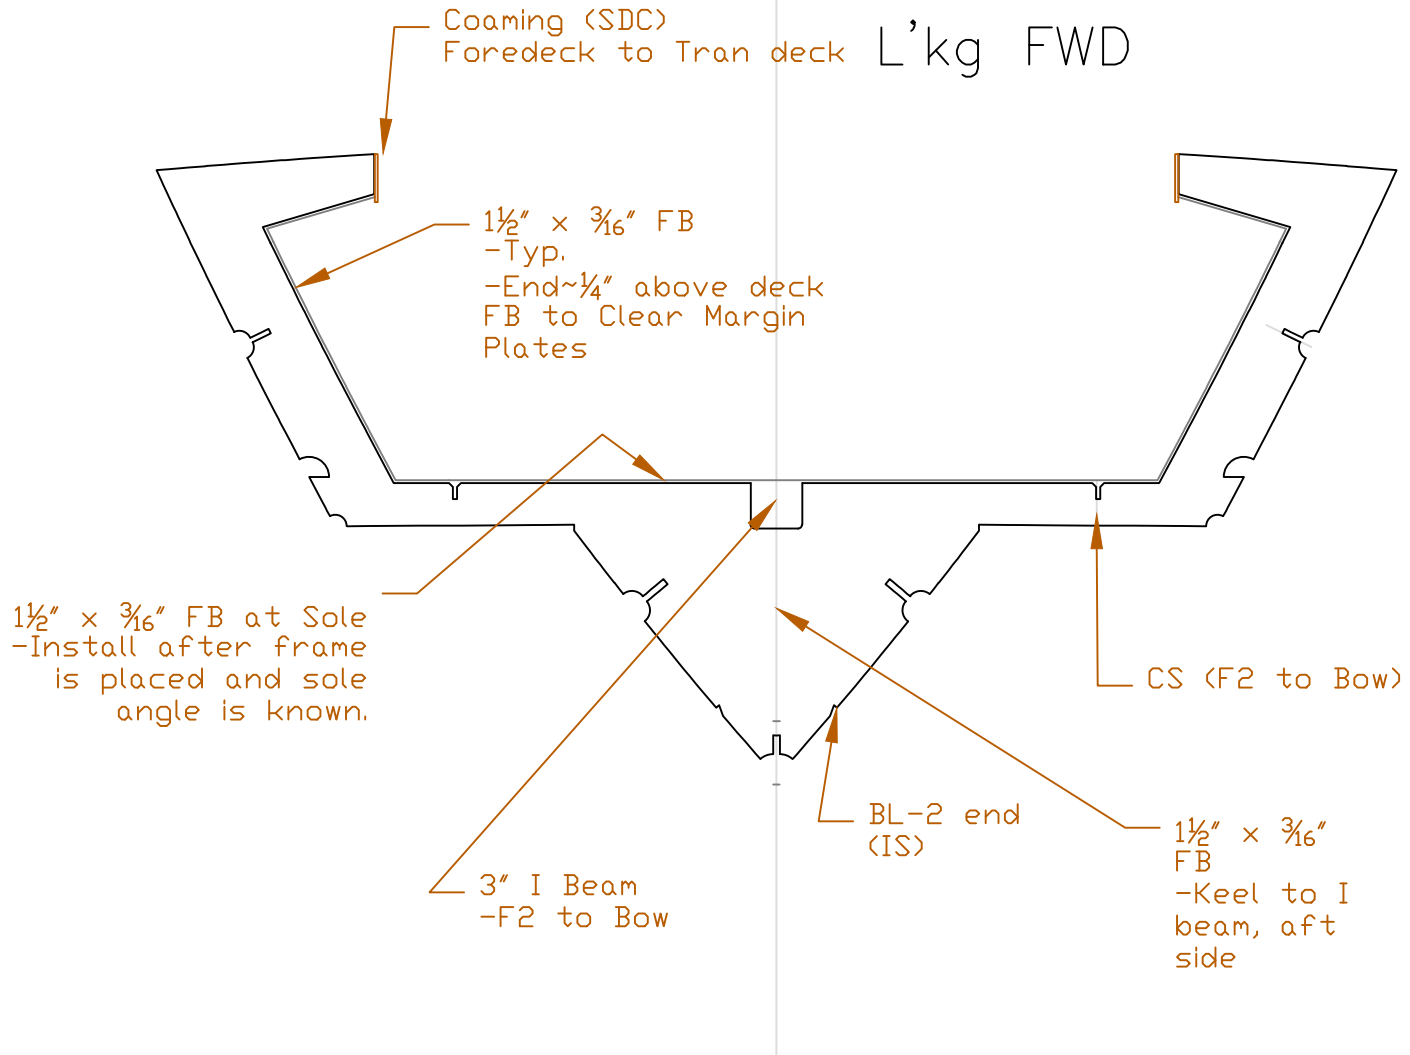 Coaming (SDC)
Foredeck to Tran deck
L'kg FWD
1½" x 3⁄16" FB
-Typ.
-End~¼" above deck
FB to Clear Margin
Plates
1½" x 3⁄16" FB at Sole
-Install after frame
is placed and sole
angle is known.
CS (F2 to Bow)
BL-2 end
(IS)
1½" x 3⁄16"
FB
-Keel to I
beam, aft
side
3" I Beam
-F2 to Bow